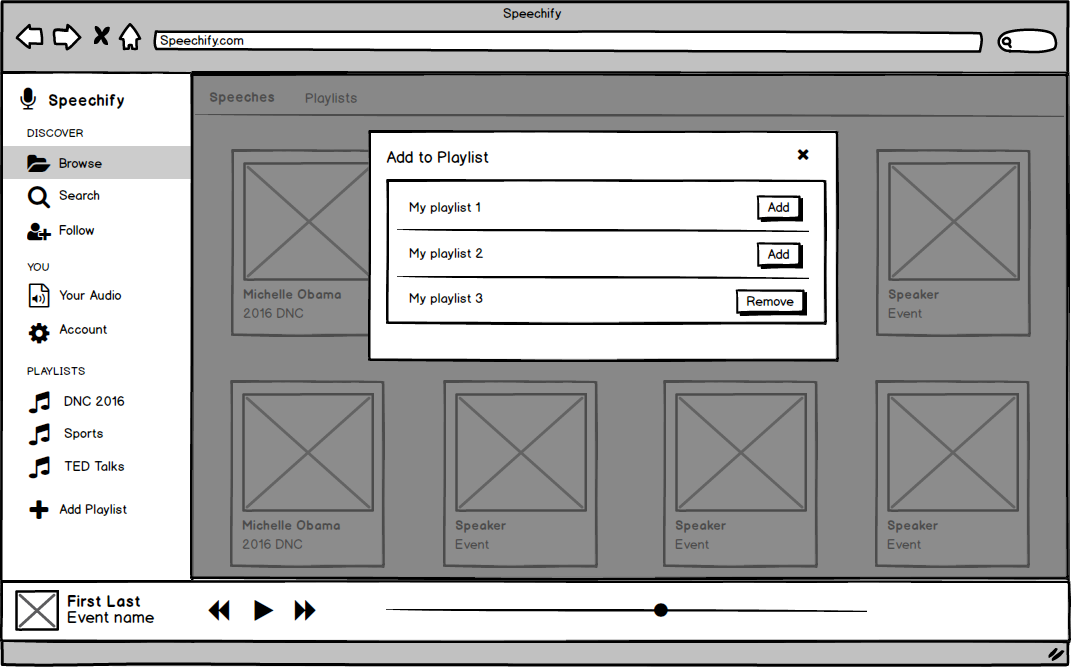 Speechify
Speechify.com
Speechify
DISCOVER
Browse
Search
Follow
YOU
Your Audio
Account
PLAYLISTS
DNC 2016
Sports
TED Talks
Add Playlist
Speeches Playlists
Add to Playlist
My playlist 1 Add
My playlist 2 Add
My playlist 3 Remove
Michelle Obama
2016 DNC
Speaker
Event
Michelle Obama
2016 DNC
Speaker
Event
Speaker
Event
Speaker
Event
First Last
Event name